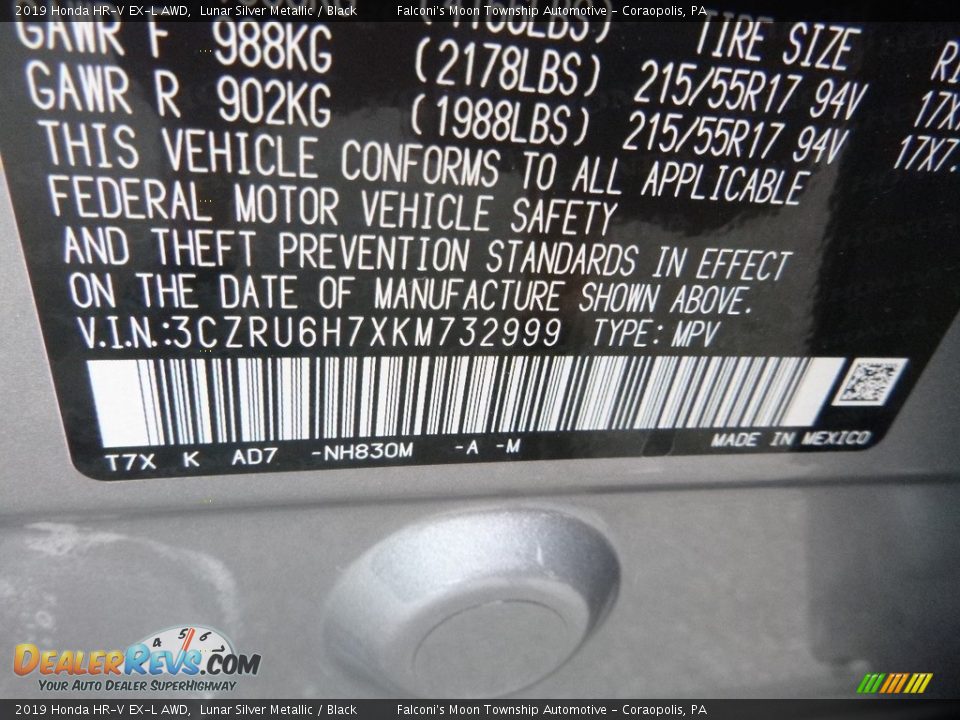 2019 Honda HR-V EX-L AWD,  Lunar Silver Metallic / Black  Falconi's Moon Township Automotive - Coraopolis, PA
TIRE SIZE
GAWR F 988KG (2178LBS) 215/55R17 94V
GAWR R 902KG (1988LBS) 215/55R17 94V
THIS VEHICLE CONFORMS TO ALL APPLICABLE
FEDERAL MOTOR VEHICLE SAFETY
AND THEFT PREVENTION STANDARDS IN EFFECT
ON THE DATE OF MANUFACTURE SHOWN ABOVE.
V.I.N.:3CZRU6H7XKM732999 TYPE: MPV
T7X K AD7 -NH830M -A -M MADE IN MEXICO
4 5 6
DEALERREVS.COM
YOUR AUTO DEALER SUPERHIGHWAY
2019 Honda HR-V EX-L AWD,  Lunar Silver Metallic / Black  Falconi's Moon Township Automotive - Coraopolis, PA